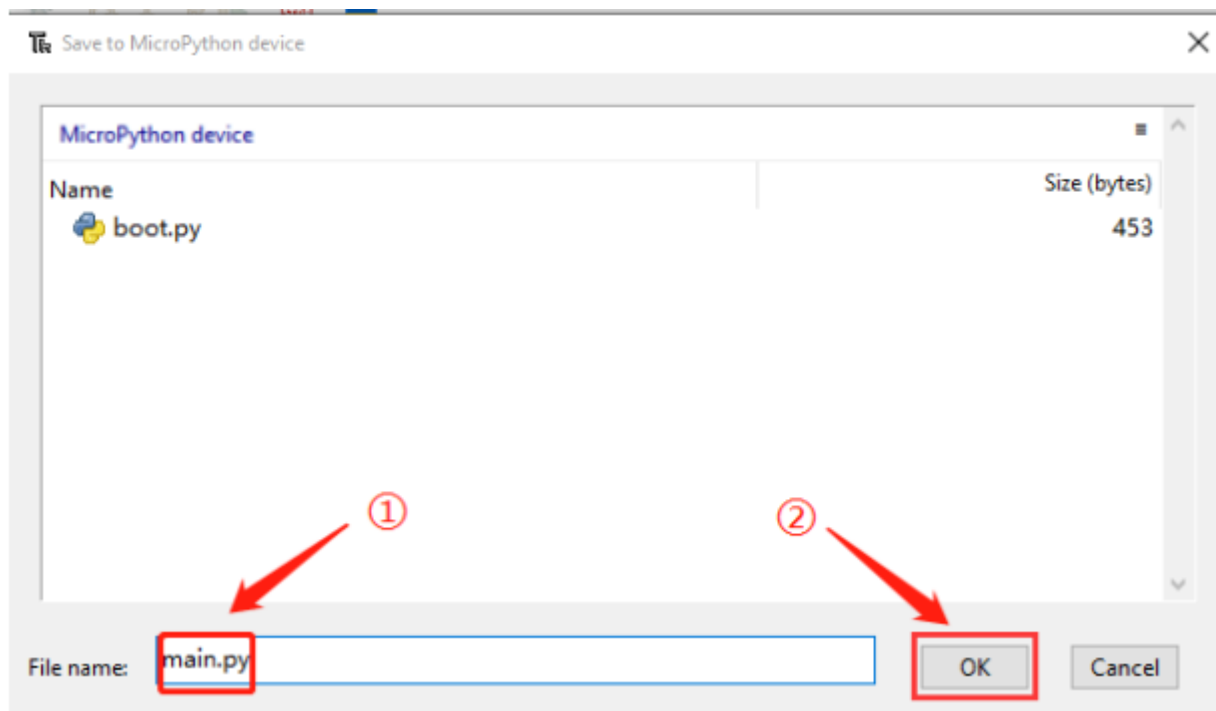 Save to MicroPython device
MicroPython device
Name Size (bytes)
boot.py 453
① ②
File name: main.py OK Cancel